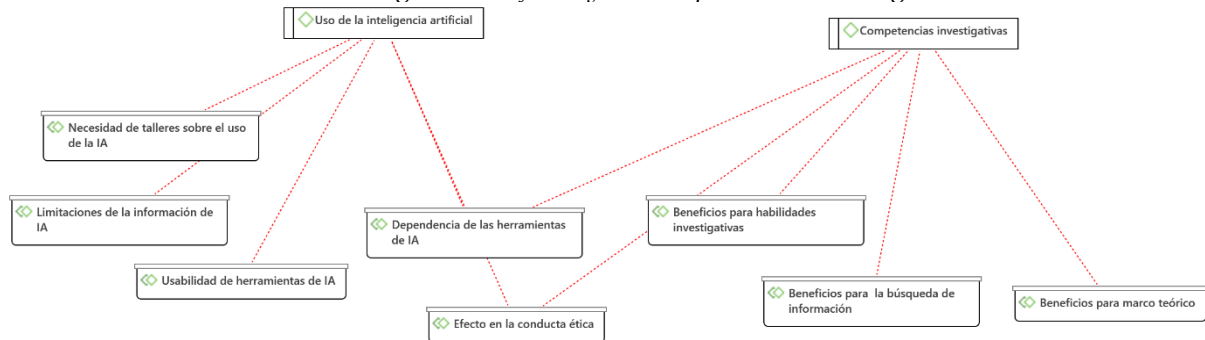 Uso de la inteligencia artificial
Competencias investigativas
Necesidad de talleres sobre el uso
de la IA
Limitaciones de la información de
IA
Dependencia de las herramientas
de IA
Beneficios para habilidades
investigativas
Usabilidad de herramientas de IA
Beneficios para la búsqueda de
información
Beneficios para marco teórico
Efecto en la conducta ética